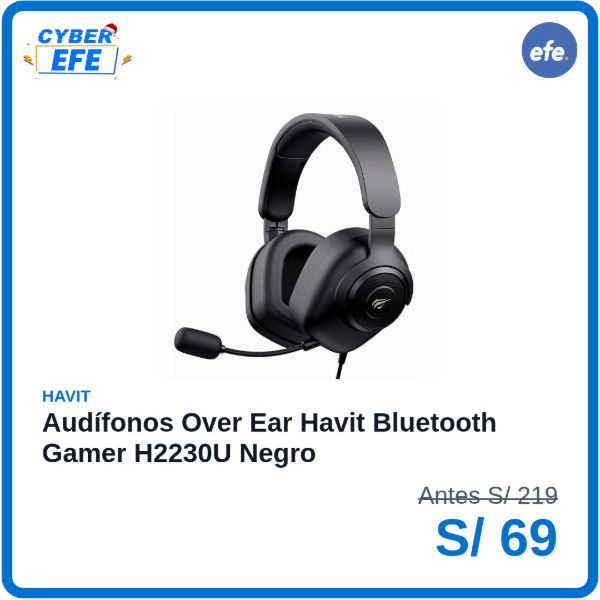 CYBER
EFE
efe.
HAVIT
Audífonos Over Ear Havit Bluetooth
Gamer H2230U Negro
Antes S/ 219
S/ 69